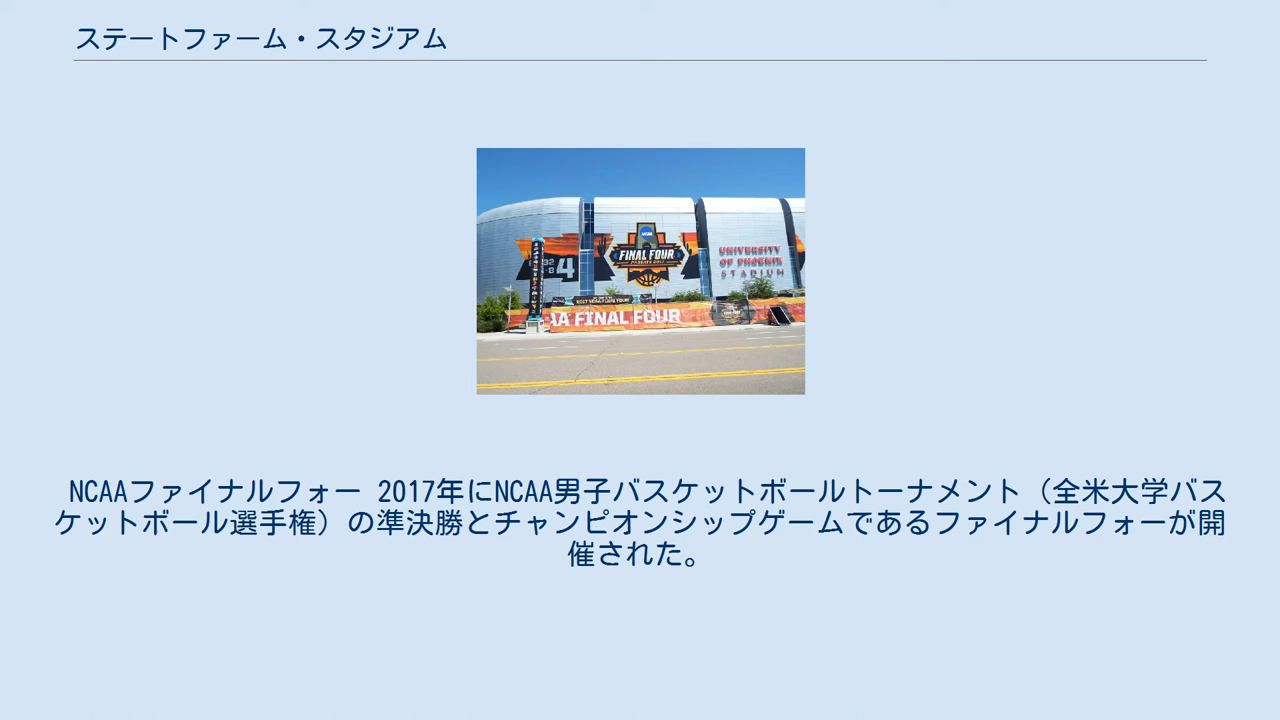 ステートファーム・スタジアム
NCAA
FINAL FOUR
4
UNIVERSITY
OF PHOENIX
STADIUM
AA FINAL FOUR
NCAAファイナルフォー 2017年にNCAA男子バスケットボールトーナメント（全米大学バス
ケットボール選手権）の準決勝とチャンピオンシップゲームであるファイナルフォーが開
催された。